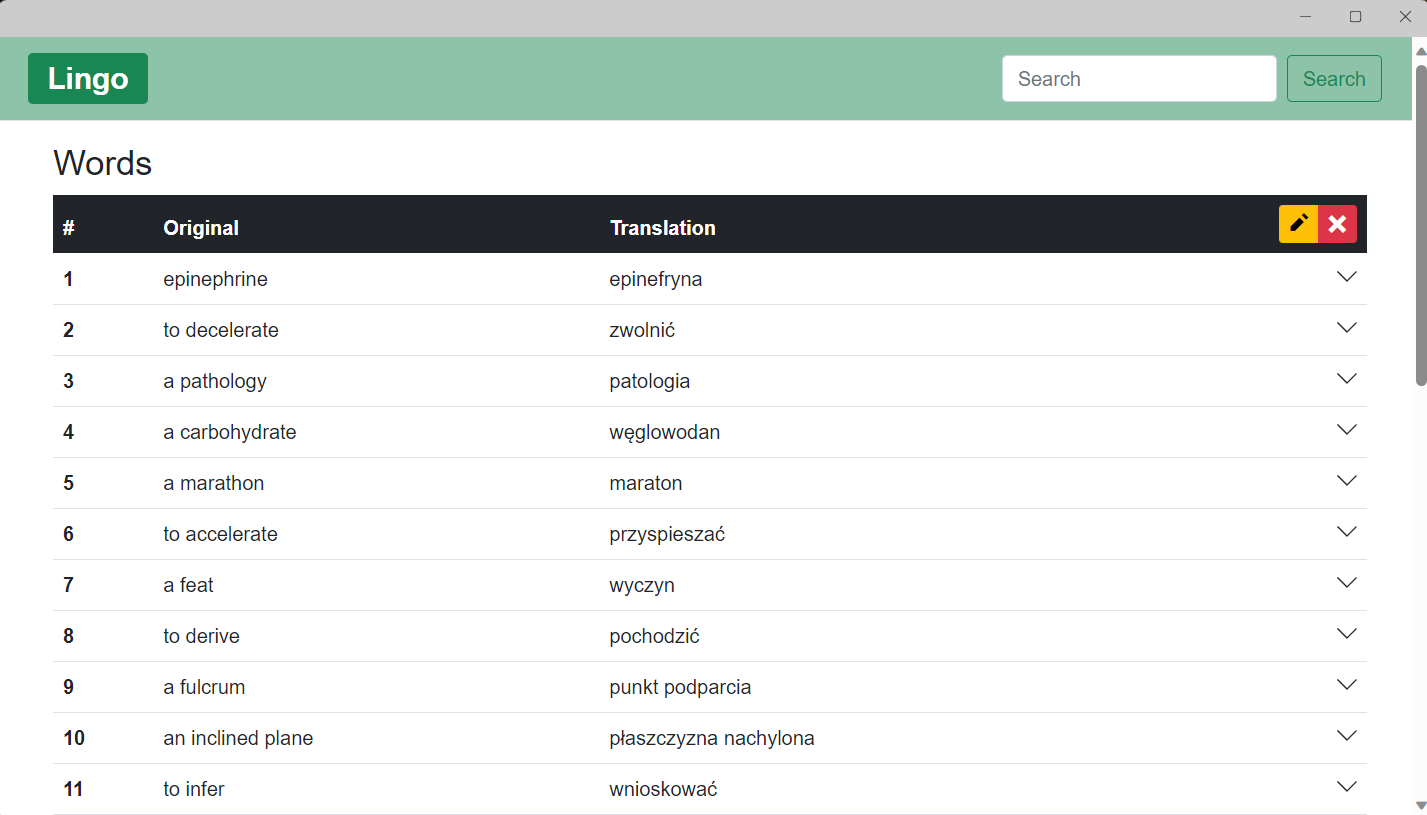 Lingo Search Search
Words
# Original Translation
1 epinephrine epinefryna
2 to decelerate zwolnić
3 a pathology patologia
4 a carbohydrate węglowodan
5 a marathon maraton
6 to accelerate przyspieszać
7 a feat wyczyn
8 to derive pochodzić
9 a fulcrum punkt podparcia
10 an inclined plane płaszczyzna nachylona
11 to infer wnioskować